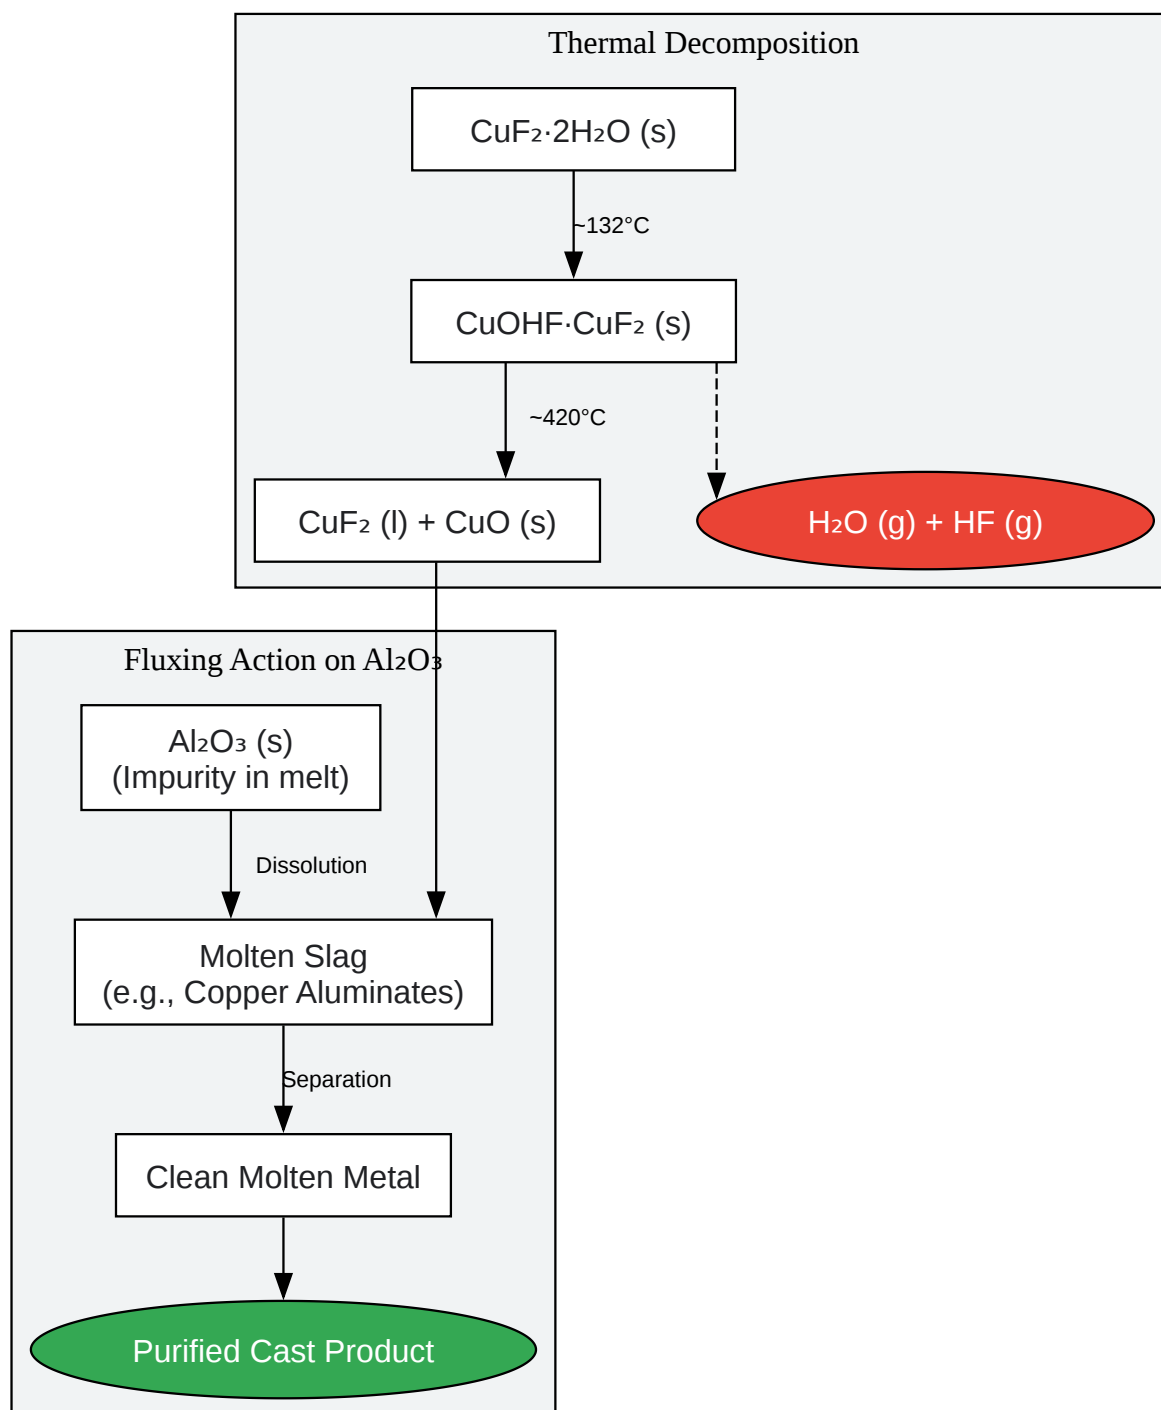 Thermal Decomposition
CuF₂·2H₂O (s)
~132°C
CuOHF·CuF₂ (s)
~420°C
CuF₂ (l) + CuO (s)
H₂O (g) + HF (g)
Fluxing Action on Al₂O₃
Al₂O₃ (s)
(Impurity in melt)
Dissolution
Molten Slag
(e.g., Copper Aluminates)
Separation
Clean Molten Metal
Purified Cast Product